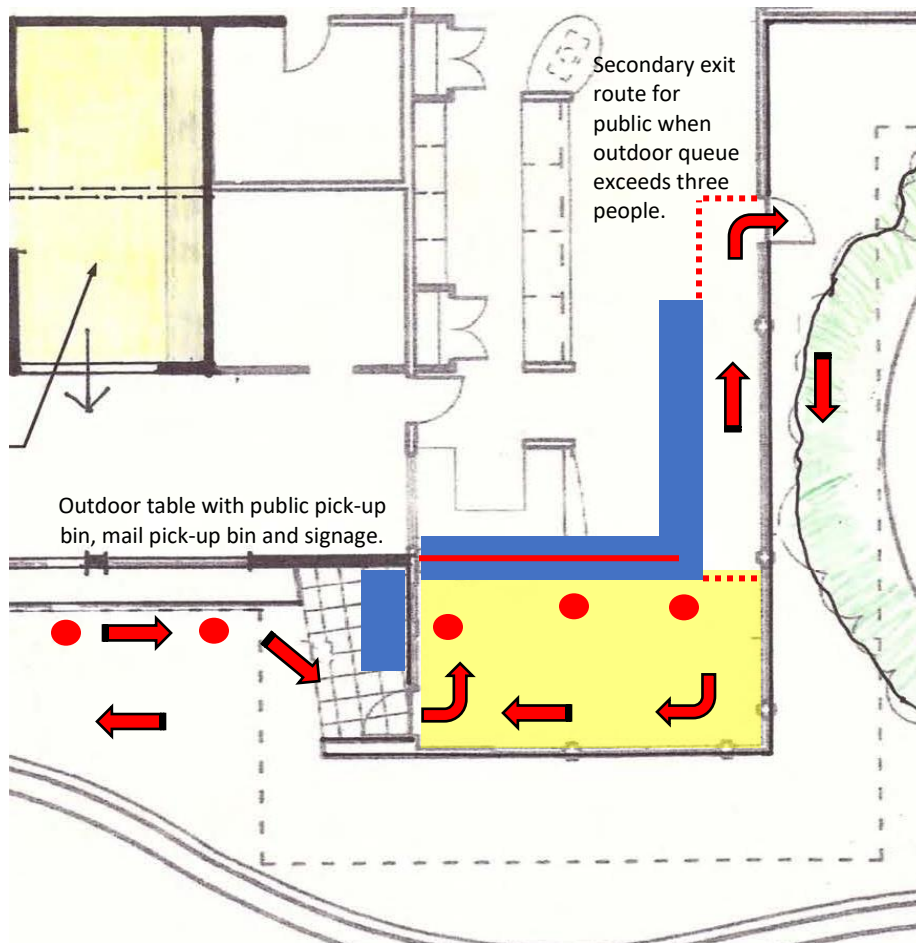 Secondary exit
route for
public when
outdoor queue
exceeds three
people.
Outdoor table with public pick-up
bin, mail pick-up bin and signage.